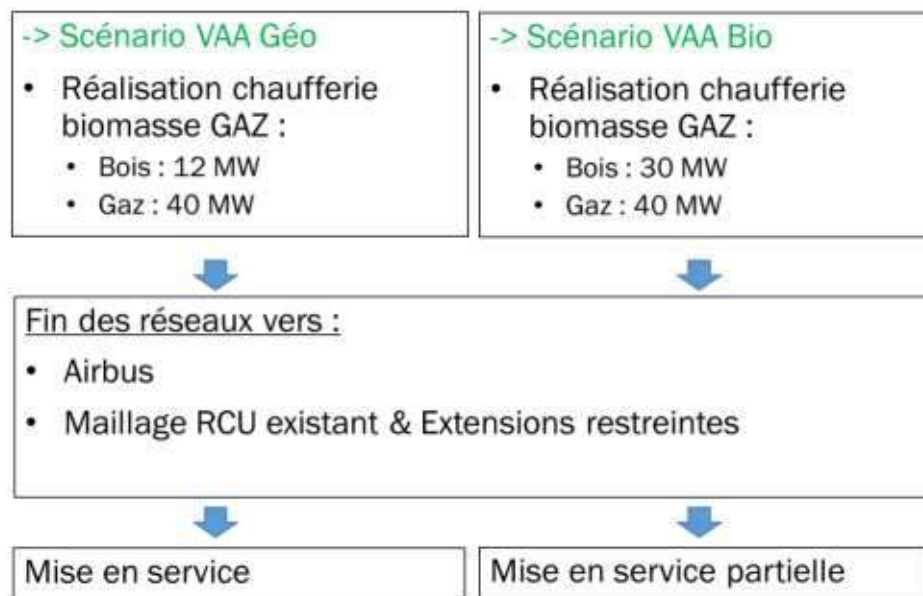 -> Scénario VAA Géo
• Réalisation chaufferie
biomasse GAZ :
• Bois : 12 MW
• Gaz : 40 MW
-> Scénario VAA Bio
• Réalisation chaufferie
biomasse GAZ :
• Bois : 30 MW
• Gaz : 40 MW
Fin des réseaux vers :
• Airbus
• Maillage RCU existant & Extensions restreintes
Mise en service
Mise en service partielle